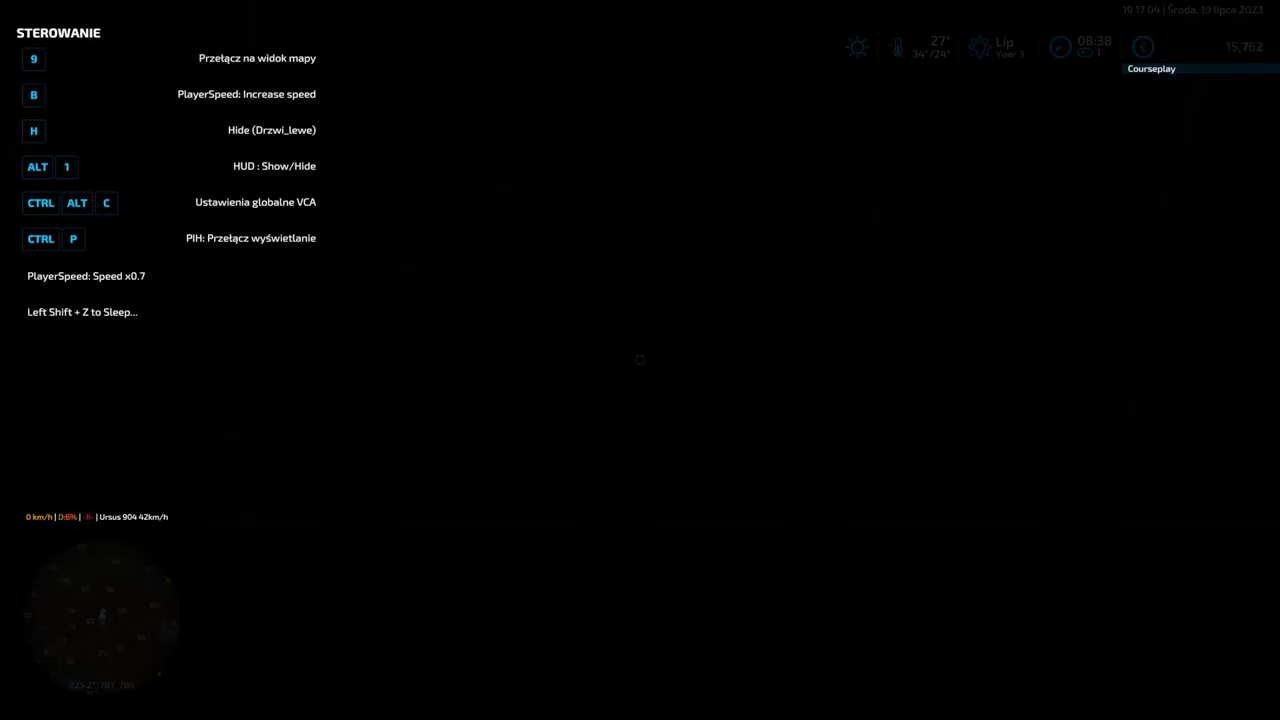 19 17 04 | Środa, 19 lipca 2023
STEROWANIE
9 Przełącz na widok mapy
27°
34°/24°
Lip
Year 3
08:38
1
15,762
Courseplay
B PlayerSpeed: Increase speed
H Hide (Drzwi_lewe)
ALT 1 HUD : Show/Hide
CTRL ALT C Ustawienia globalne VCA
CTRL P PIH: Przełącz wyświetlanie
PlayerSpeed: Speed x0.7
Left Shift + Z to Sleep...
0 km/h | D:6% | -!!- | Ursus 904 42km/h